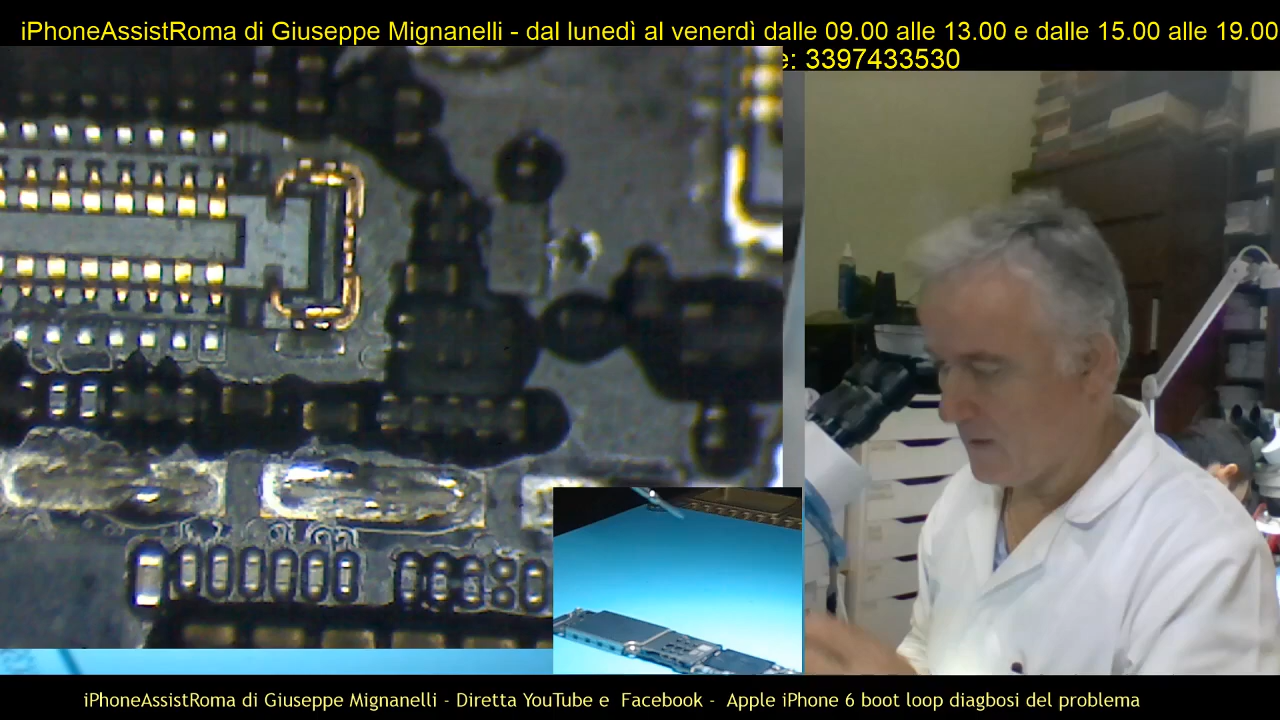 iPhoneAssistRoma di Giuseppe Mignanelli - dal lunedì al venerdì dalle 09.00 alle 13.00 e dalle 15.00 alle 19.00
: 3397433530
iPhoneAssistRoma di Giuseppe Mignanelli - Diretta YouTube e Facebook - Apple iPhone 6 boot loop diagbosi del problema